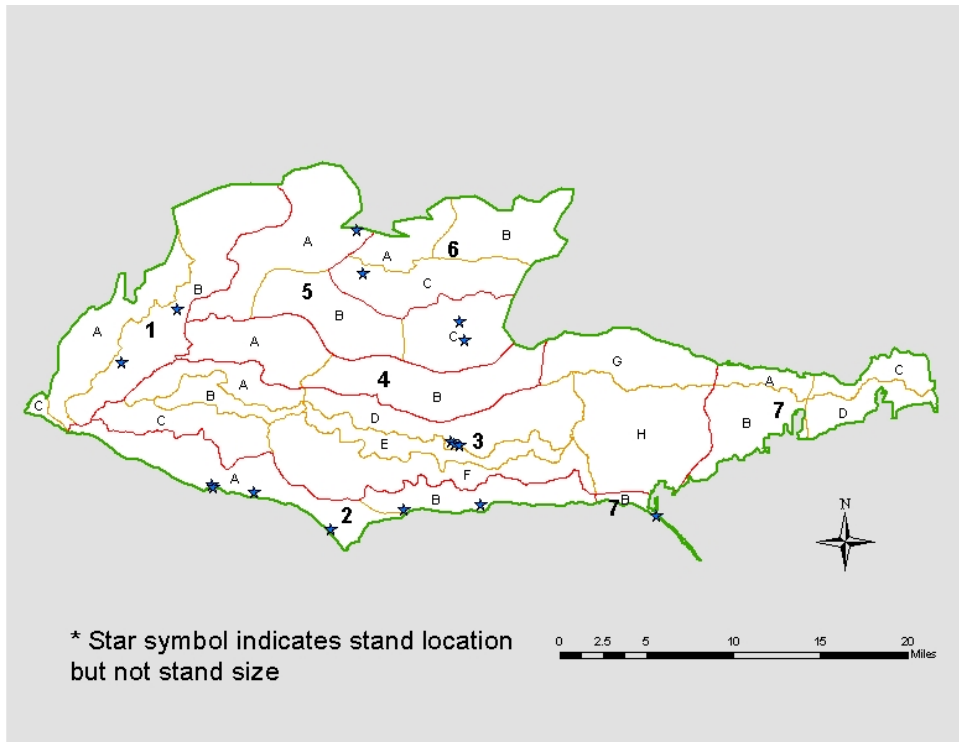 B
6
A
A
C
5
B
B
A
1
A
C
G
4
A
C
B
A
7
B
C
D
B
D
3
H
E
F
A
B
B
2
7
N
* Star symbol indicates stand location
but not stand size
0 2.5 5 10 15 20
Miles